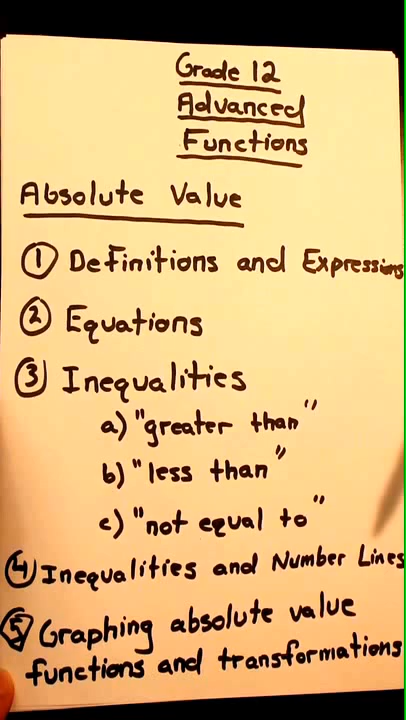 Grade 12
Advanced
Functions
Absolute Value
① Definitions and Expressions
② Equations
③ Inequalities
a) "greater than"
b) "less than"
c) "not equal to"
④ Inequalities and Number Lines
⑤ Graphing absolute value
functions and transformations